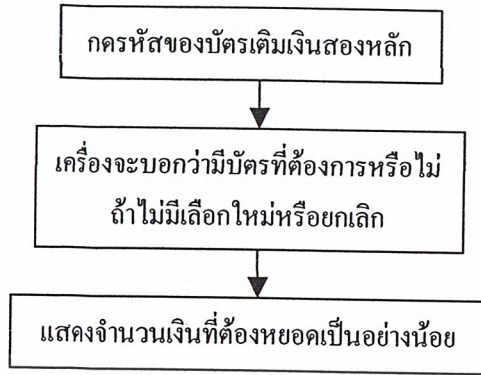 กดรหัสของบัตรเติมเงินสองหลัก
เครื่องจะบอกว่ามีบัตรที่ต้องการหรือไม่
ถ้าไม่มีเลือกใหม่หรือยกเลิก
แสดงจำนวนเงินที่ต้องหยอดเป็นอย่างน้อย